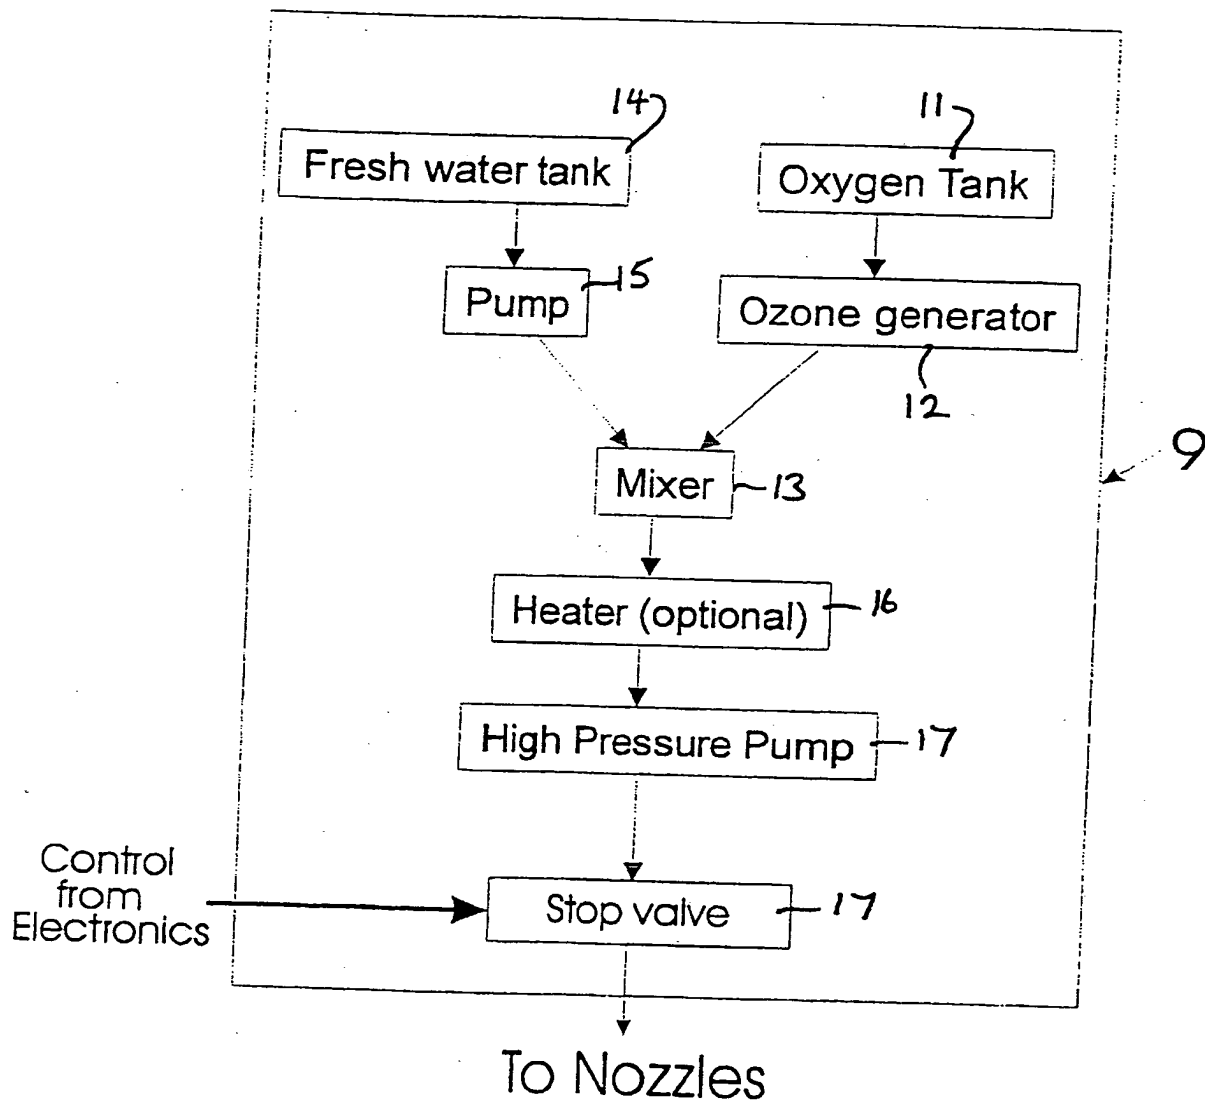 14
11
Fresh water tank
Oxygen Tank
15
Pump
Ozone generator
12
9
Mixer
13
Heater (optional)
16
High Pressure Pump
17
Control
from
Electronics
Stop valve
17
To Nozzles